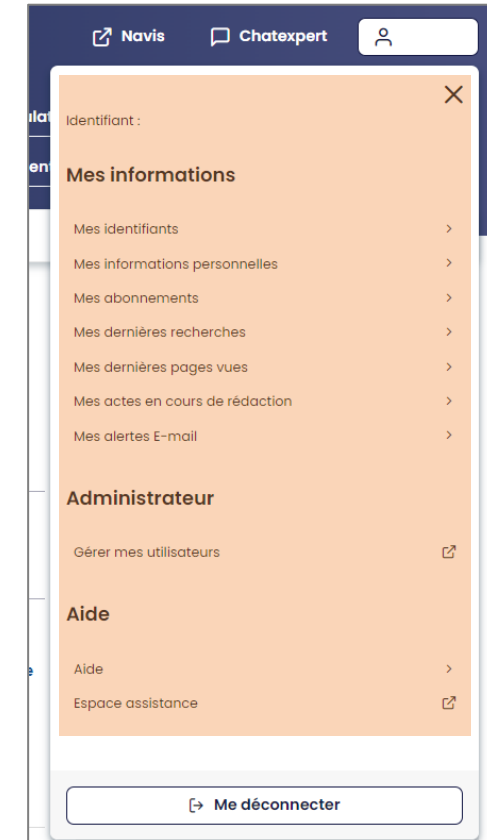 Navis
Chatexpert
Identifiant :
Mes informations
Mes identifiants
Mes informations personnelles
Mes abonnements
Mes dernières recherches
Mes dernières pages vues
Mes actes en cours de rédaction
Mes alertes E-mail
Administrateur
Gérer mes utilisateurs
Aide
Aide
Espace assistance
Me déconnecter